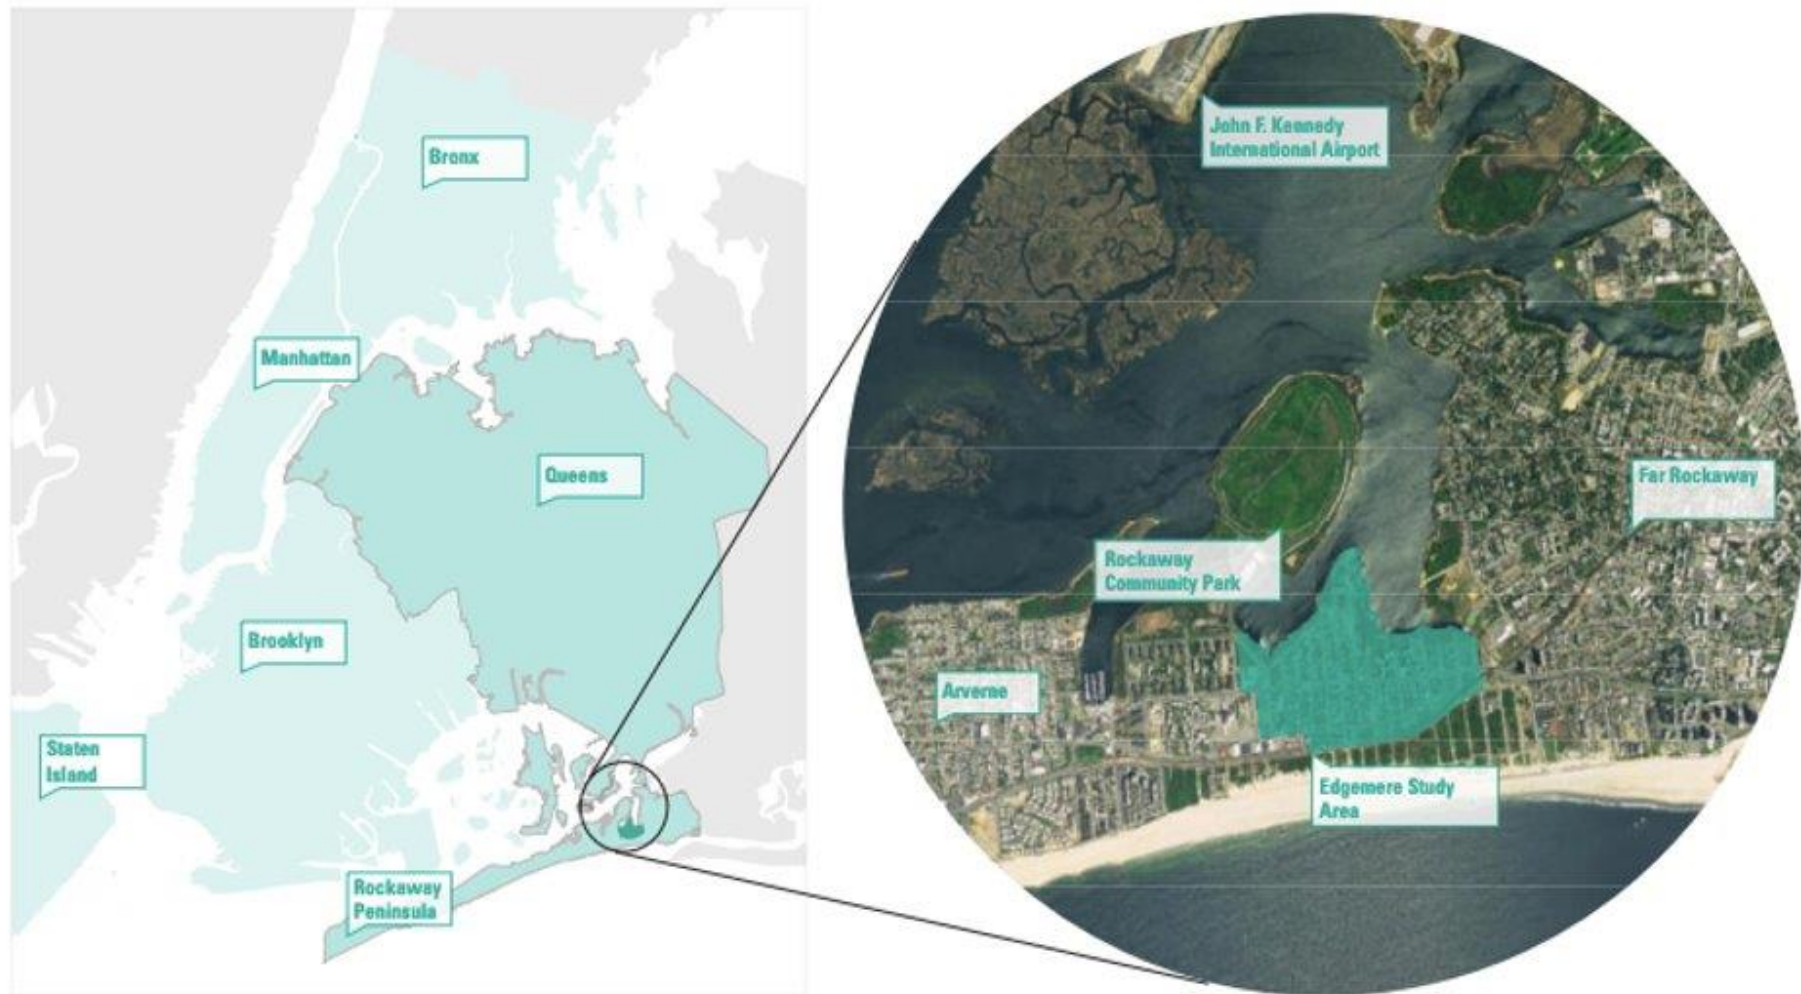 Bronx
Manhattan
Queens
Brooklyn
Staten
Island
Rockaway
Peninsula
John F. Kennedy
International Airport
Far Rockaway
Rockaway
Community Park
Arverne
Edgemere Study
Area